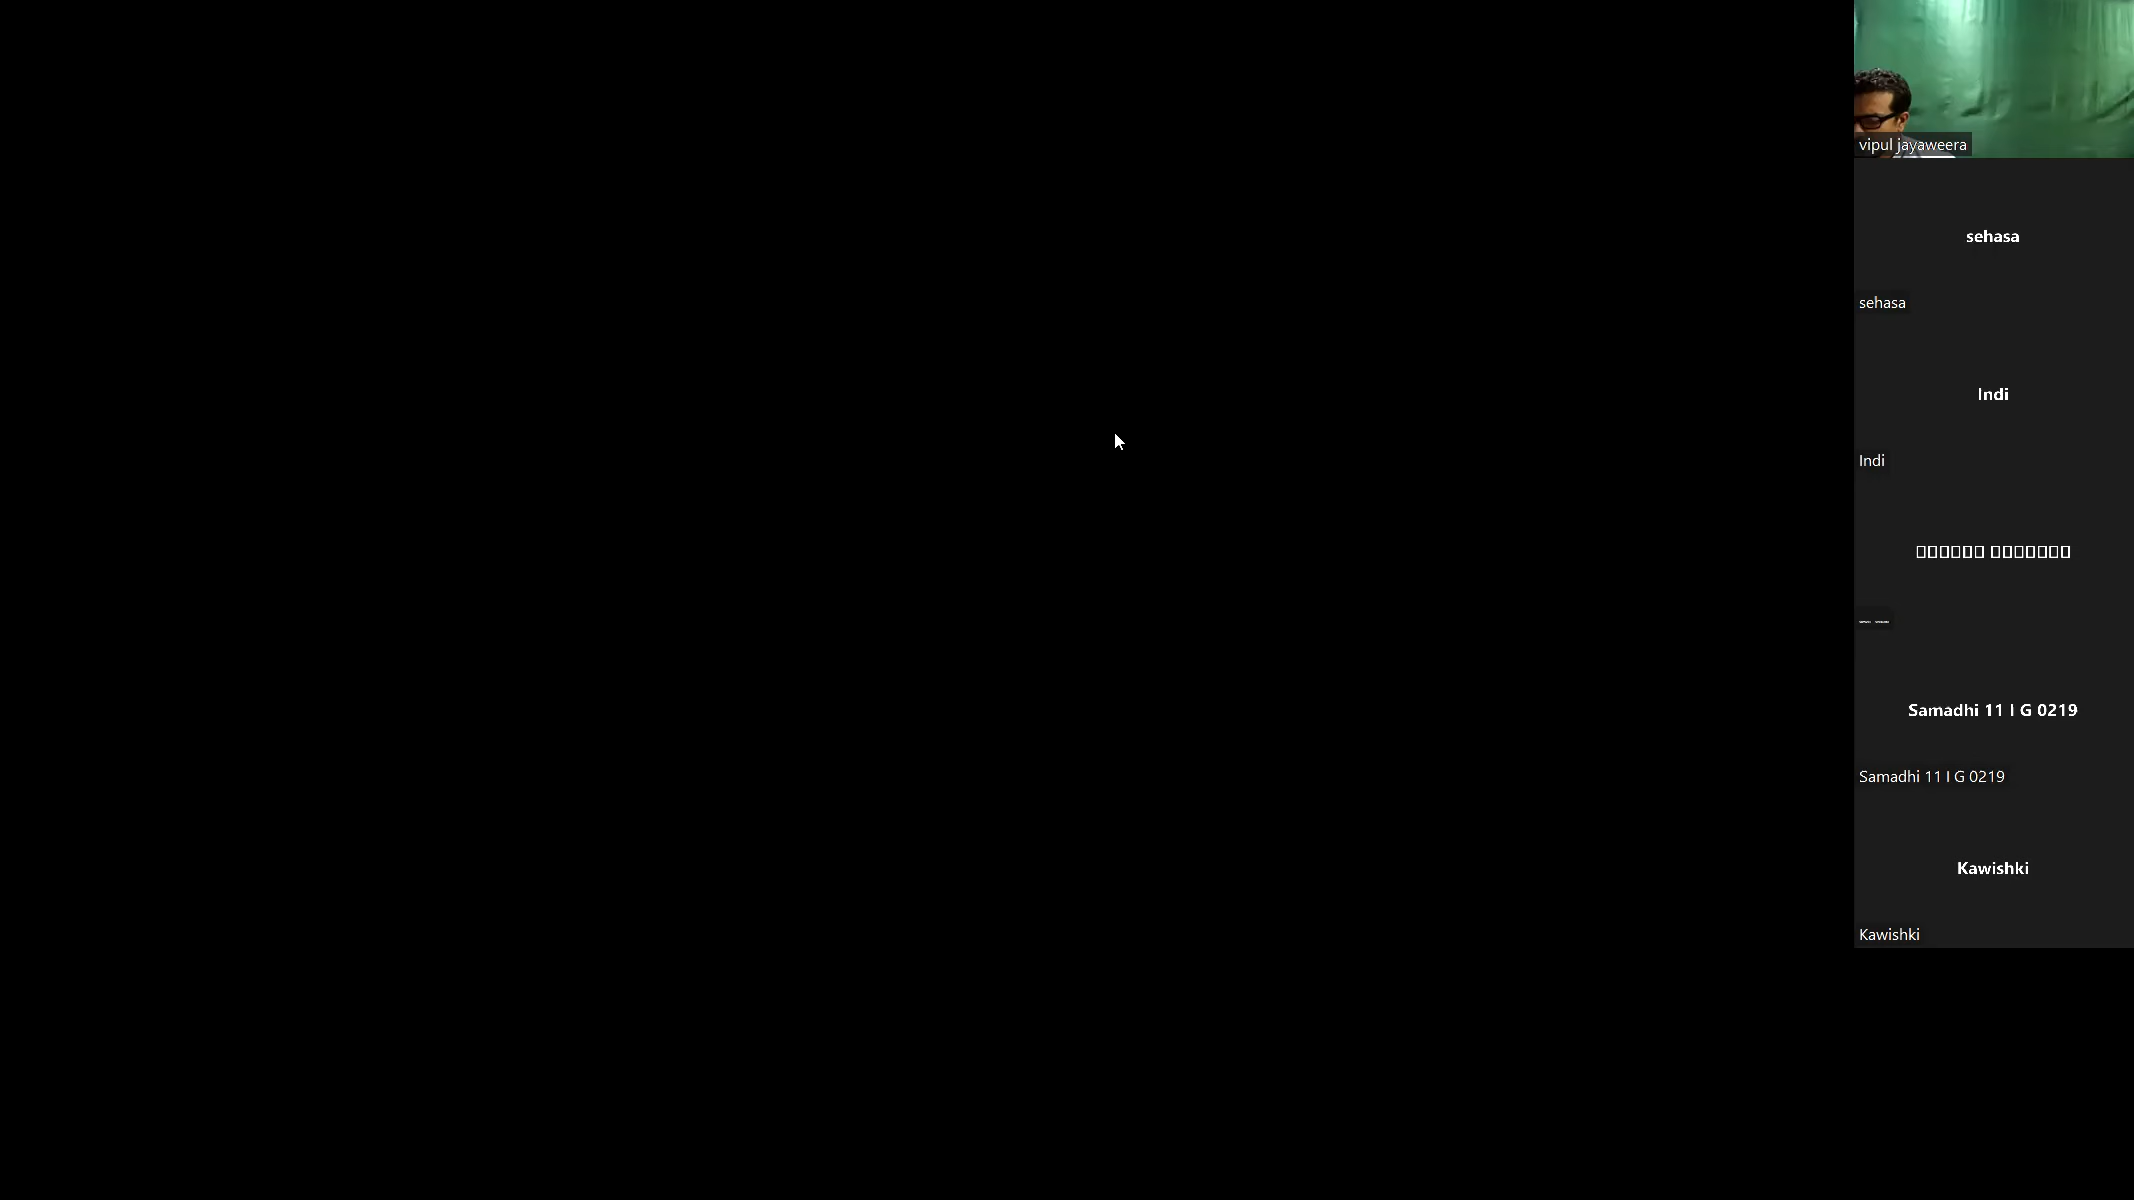 vipul jayaweera
sehasa
sehasa
Indi
Indi
Samadhi 11 I G 0219
Samadhi 11 I G 0219
Kawishki
Kawishki